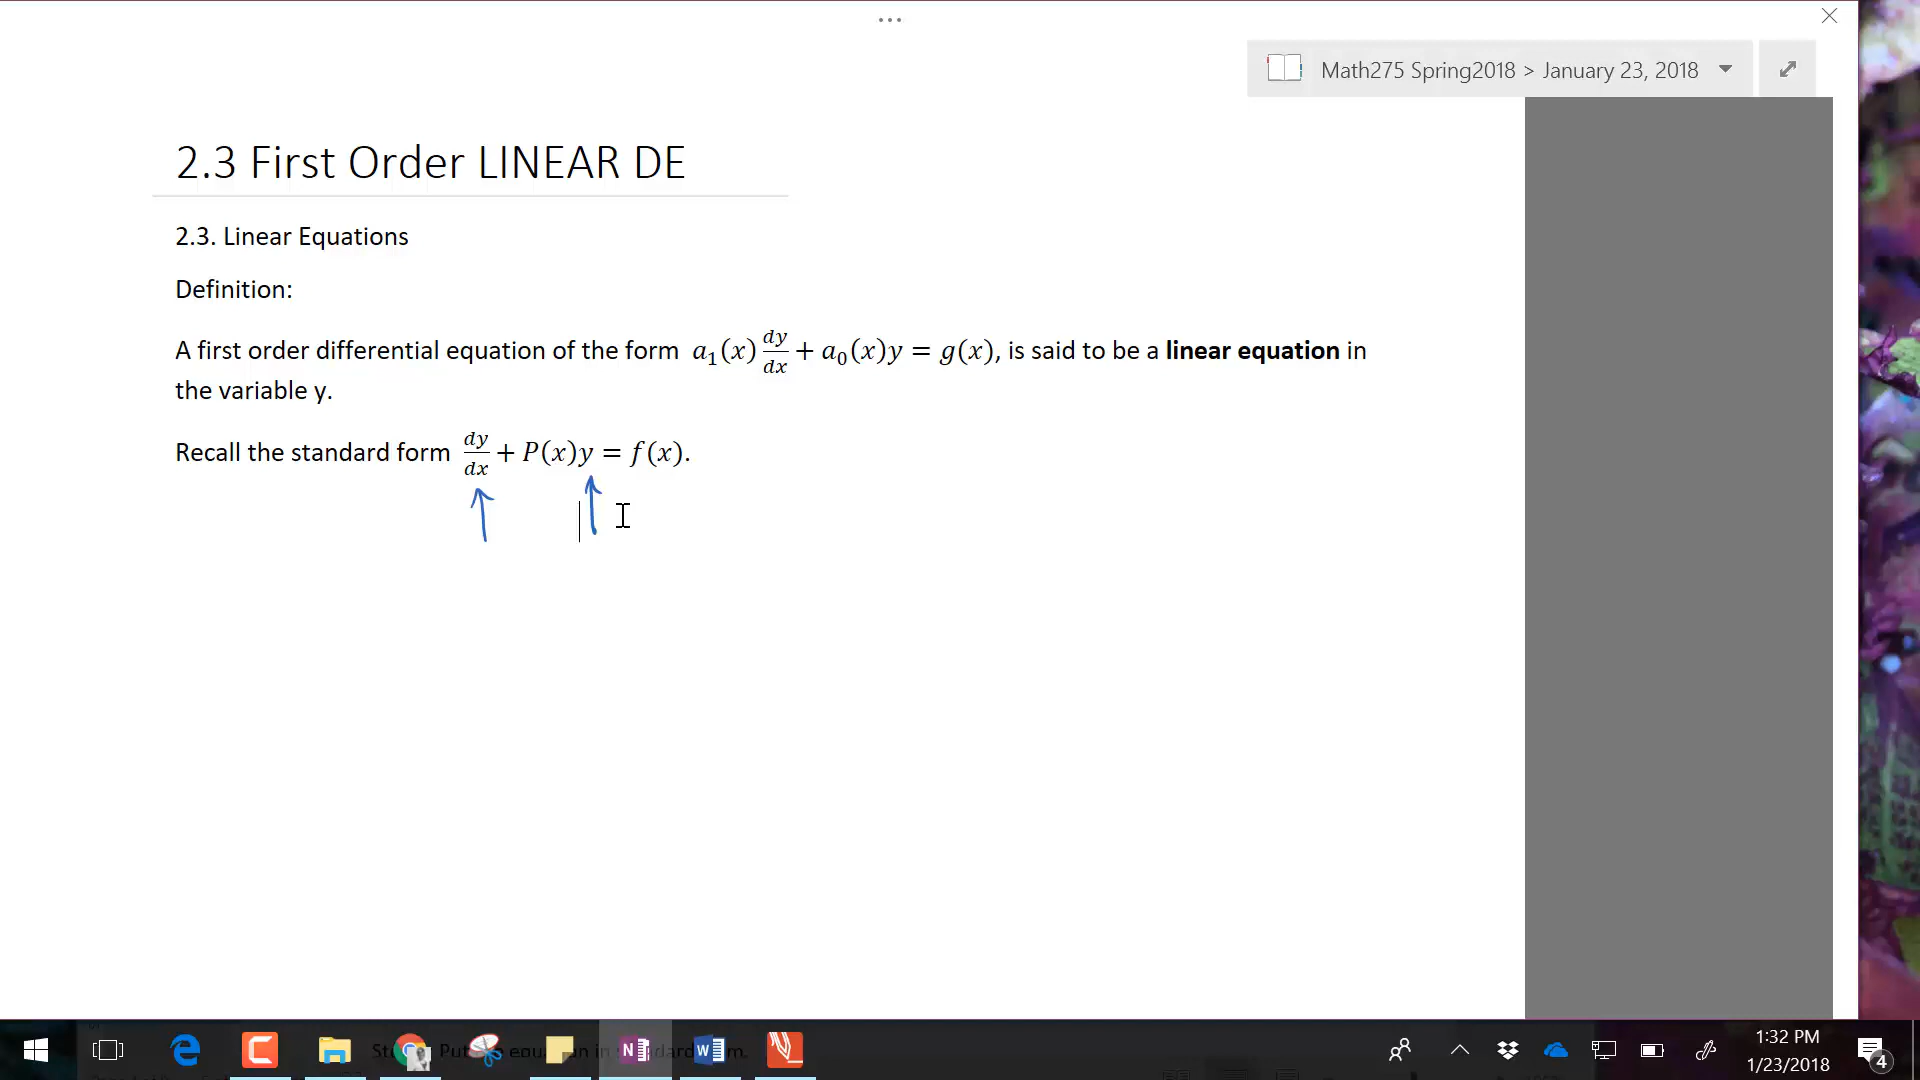 Math275 Spring2018 > January 23, 2018
2.3 First Order LINEAR DE
2.3. Linear Equations
Definition:
A first order differential equation of the form a₁(x) dy/dx + a₀(x)y = g(x), is said to be a linear equation in
the variable y.
Recall the standard form dy/dx + P(x)y = f(x).
1:32 PM
1/23/2018
4